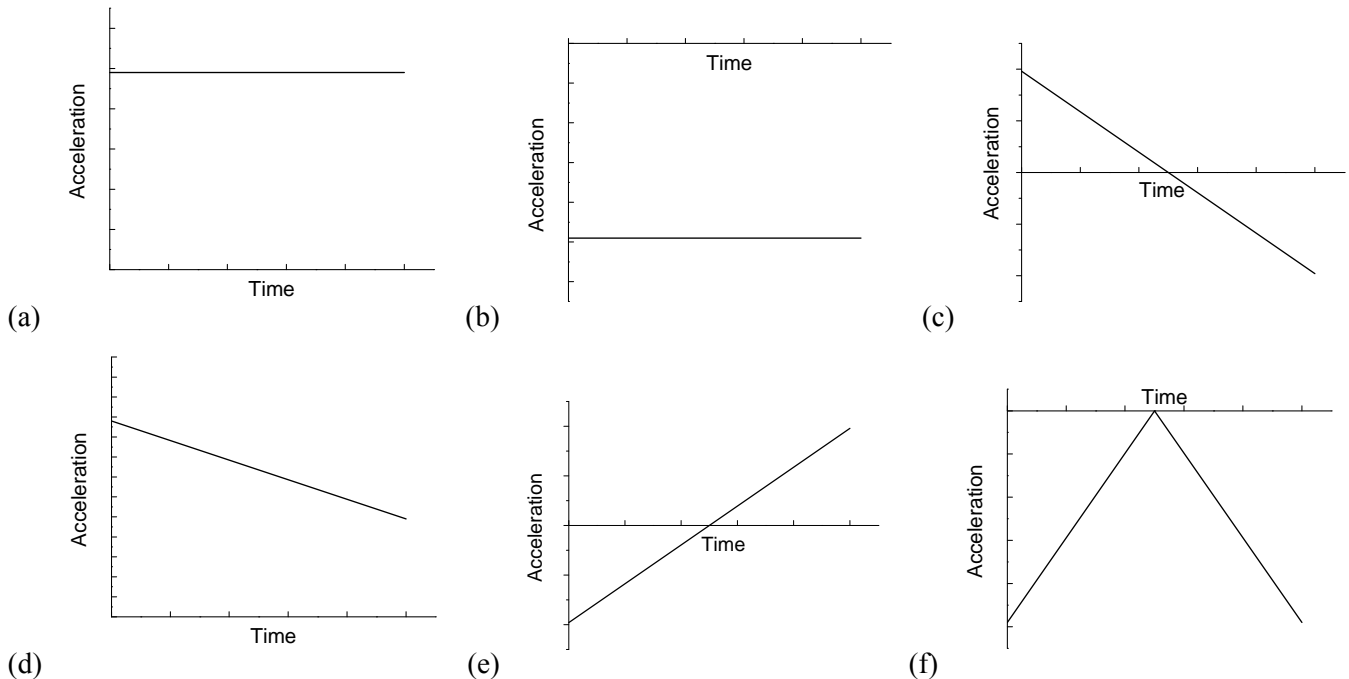 Acceleration
Time
(a)
Acceleration
Time
(b)
Acceleration
Time
(c)
Acceleration
Time
(d)
Acceleration
Time
(e)
Acceleration
Time
(f)